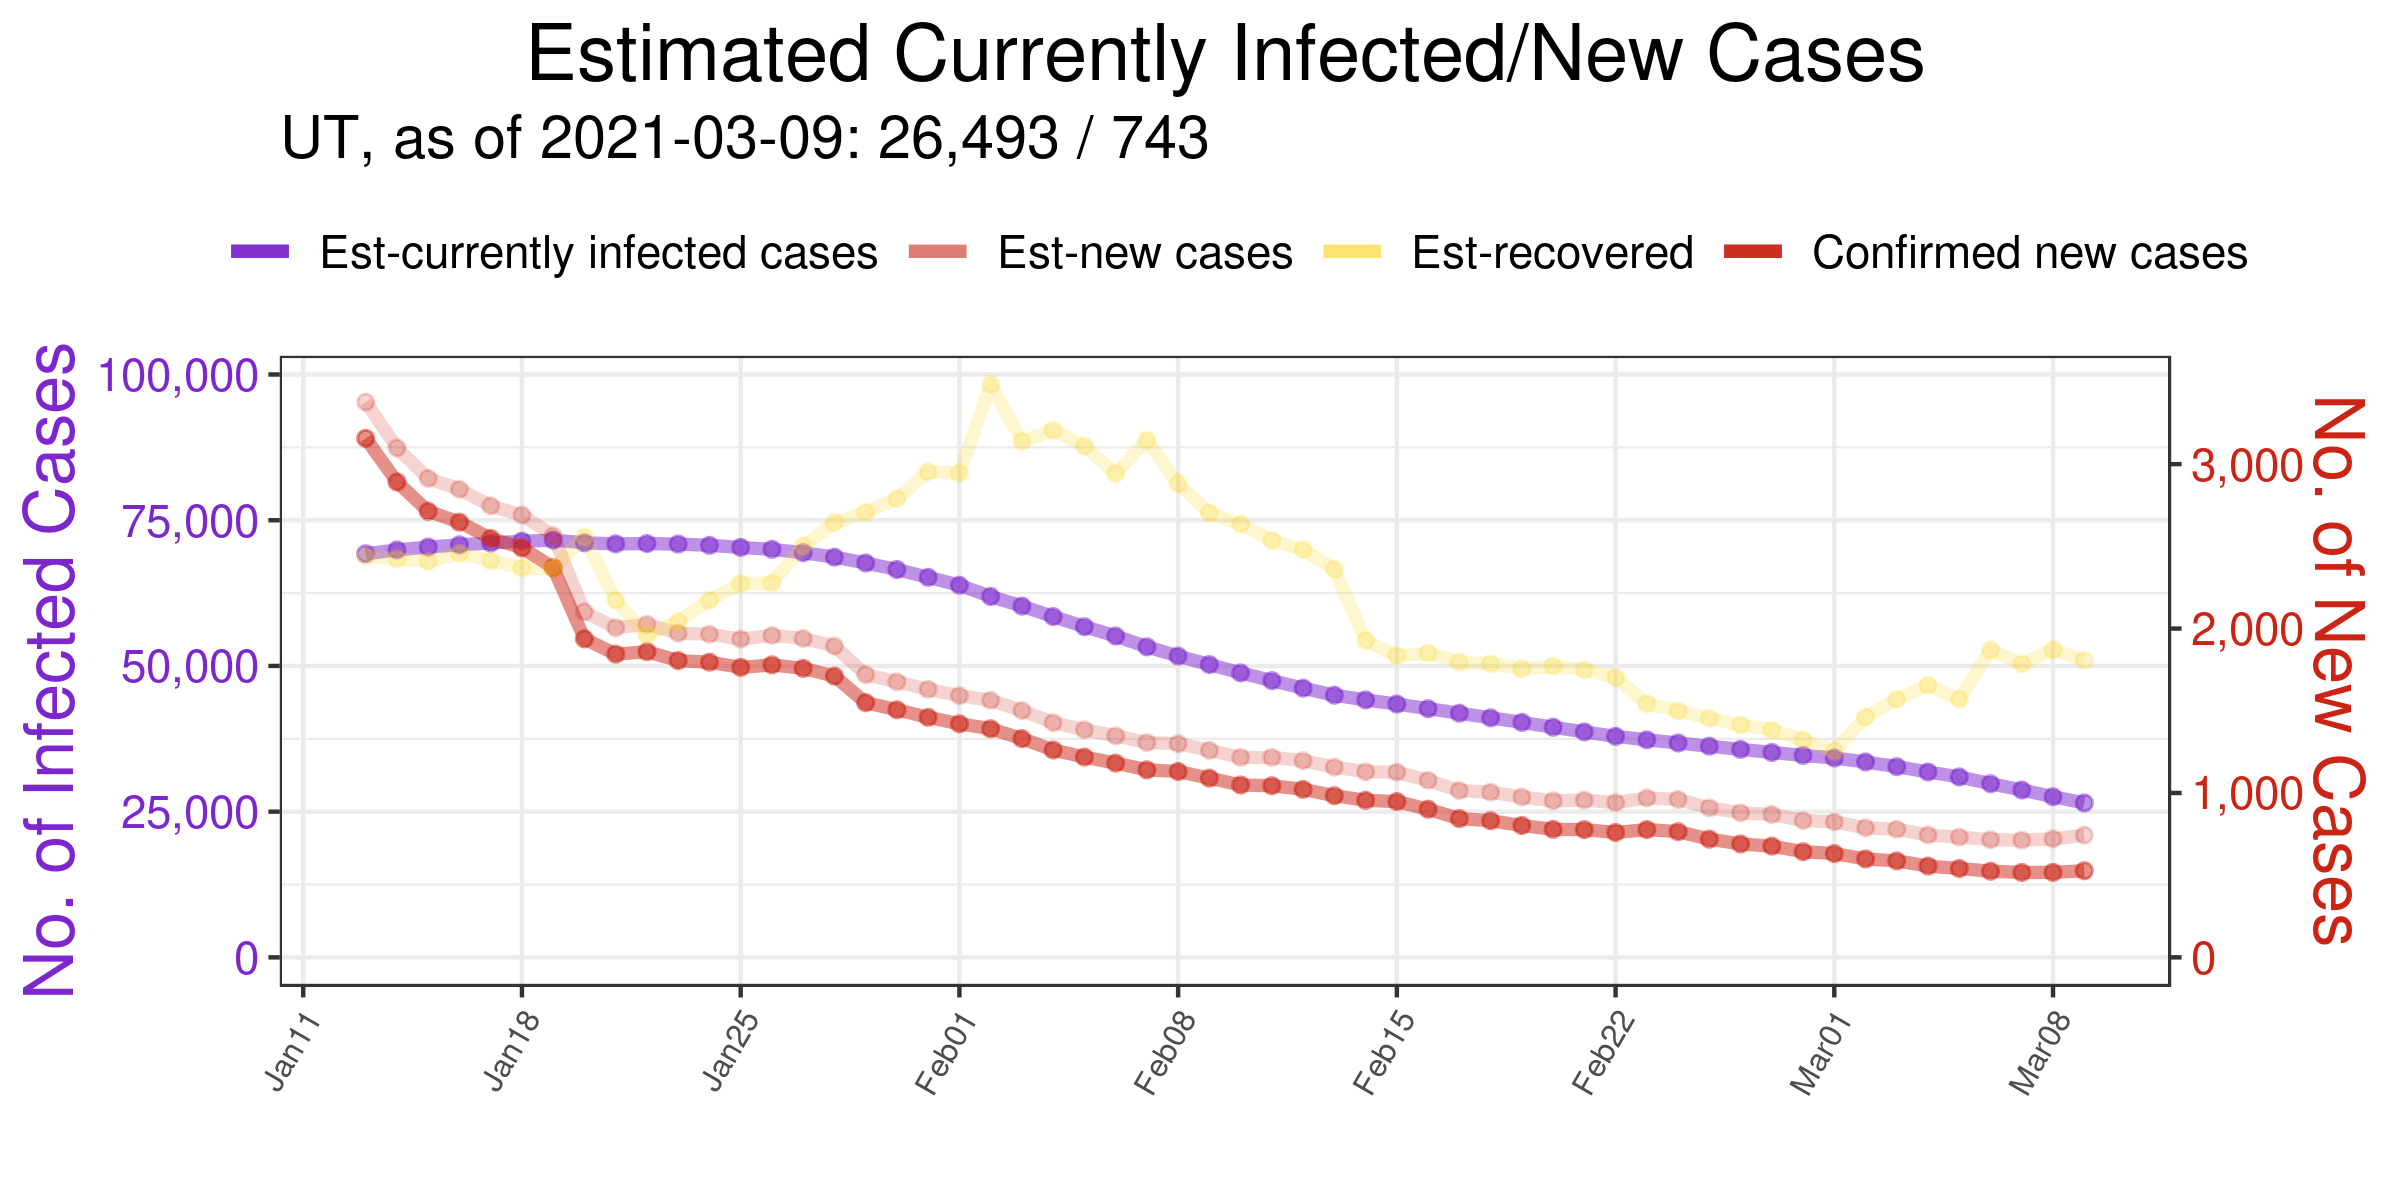 Estimated Currently Infected/New Cases
UT, as of 2021-03-09: 26,493 / 743
Est-currently infected cases Est-new cases Est-recovered Confirmed new cases
No. of Infected Cases
100,000
75,000
50,000
25,000
0
3,000
2,000
1,000
0
No. of New Cases
Jan11 Jan18 Jan25 Feb01 Feb08 Feb15 Feb22 Mar01 Mar08